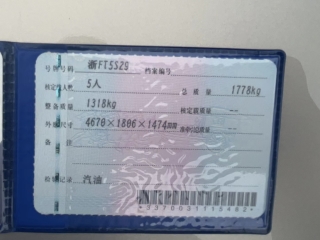 号牌号码 浙FT5S29 档案编号
核定载人数 5人 总质量 1778kg
整备质量 1318kg 核定载质量 --
外廓尺寸 4670×1806×1474mm 准牵引总质量 --
备注
检验记录 汽油